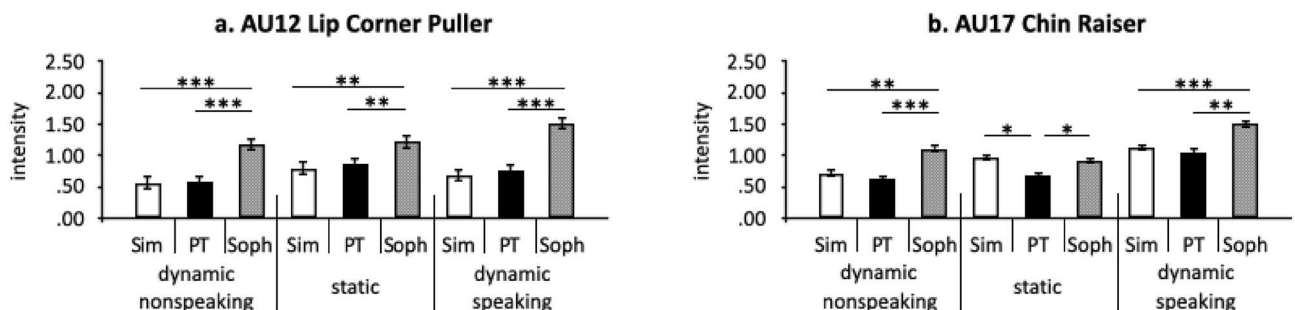 a. AU12 Lip Corner Puller
intensity
2.50
2.00
1.50
1.00
.50
.00
***
***
**
**
***
***
Sim PT Soph Sim PT Soph Sim PT Soph
dynamic nonspeaking
static
dynamic speaking
b. AU17 Chin Raiser
intensity
2.50
2.00
1.50
1.00
.50
.00
**
***
*
*
***
**
Sim PT Soph Sim PT Soph Sim PT Soph
dynamic nonspeaking
static
dynamic speaking